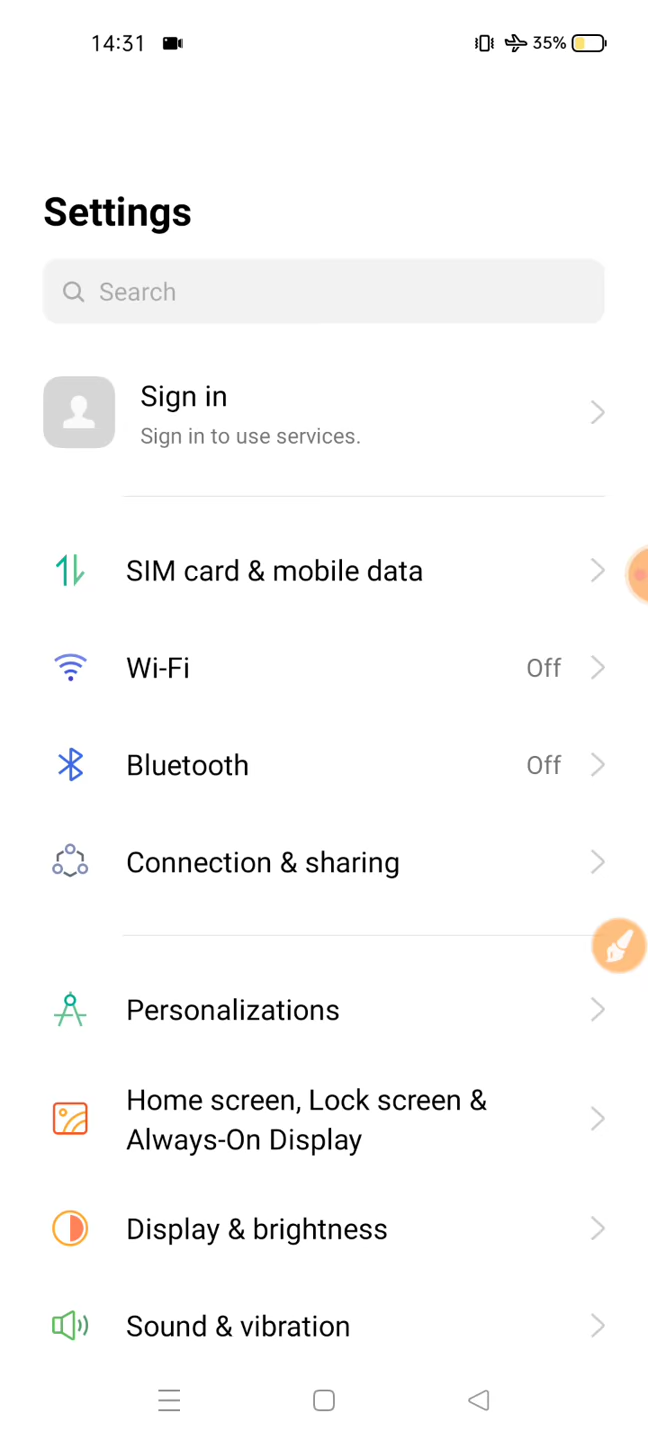 14:31 35%
Settings
Search
Sign in
Sign in to use services.
SIM card & mobile data
Wi-Fi Off
Bluetooth Off
Connection & sharing
Personalizations
Home screen, Lock screen &
Always-On Display
Display & brightness
Sound & vibration